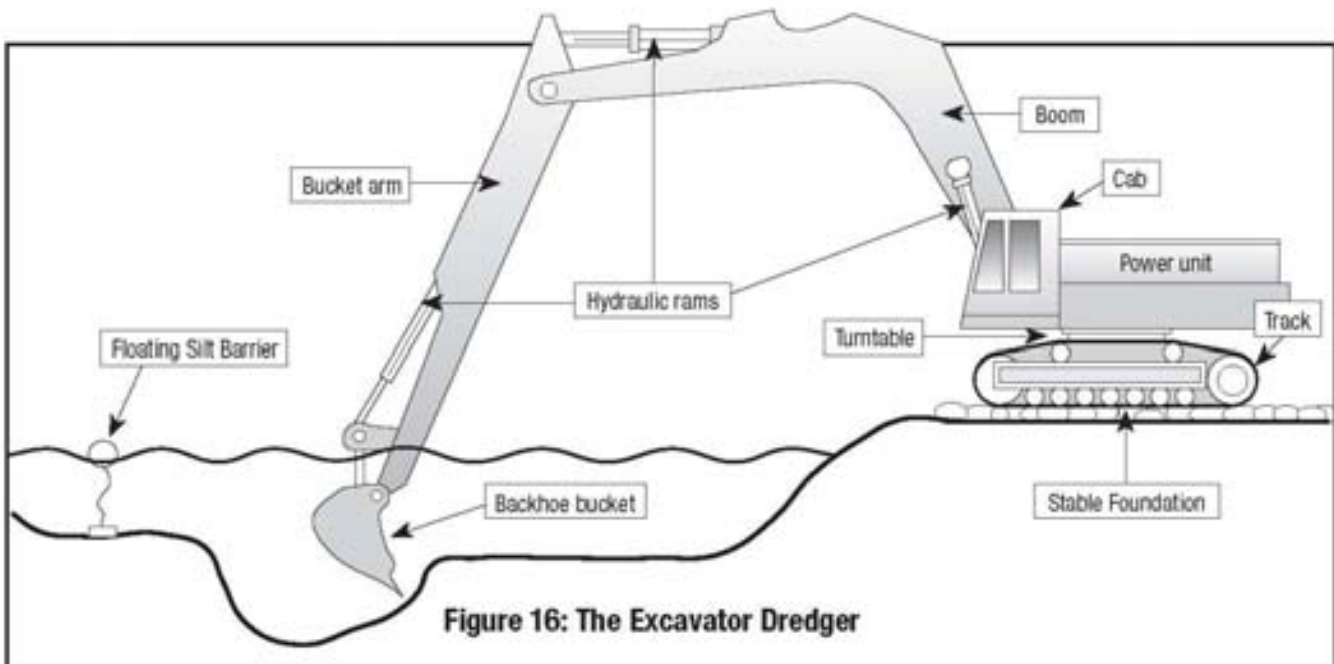 Boom
Cab
Bucket arm
Power unit
Hydraulic rams
Track
Turntable
Floating Silt Barrier
Backhoe bucket
Stable Foundation
Figure 16: The Excavator Dredger